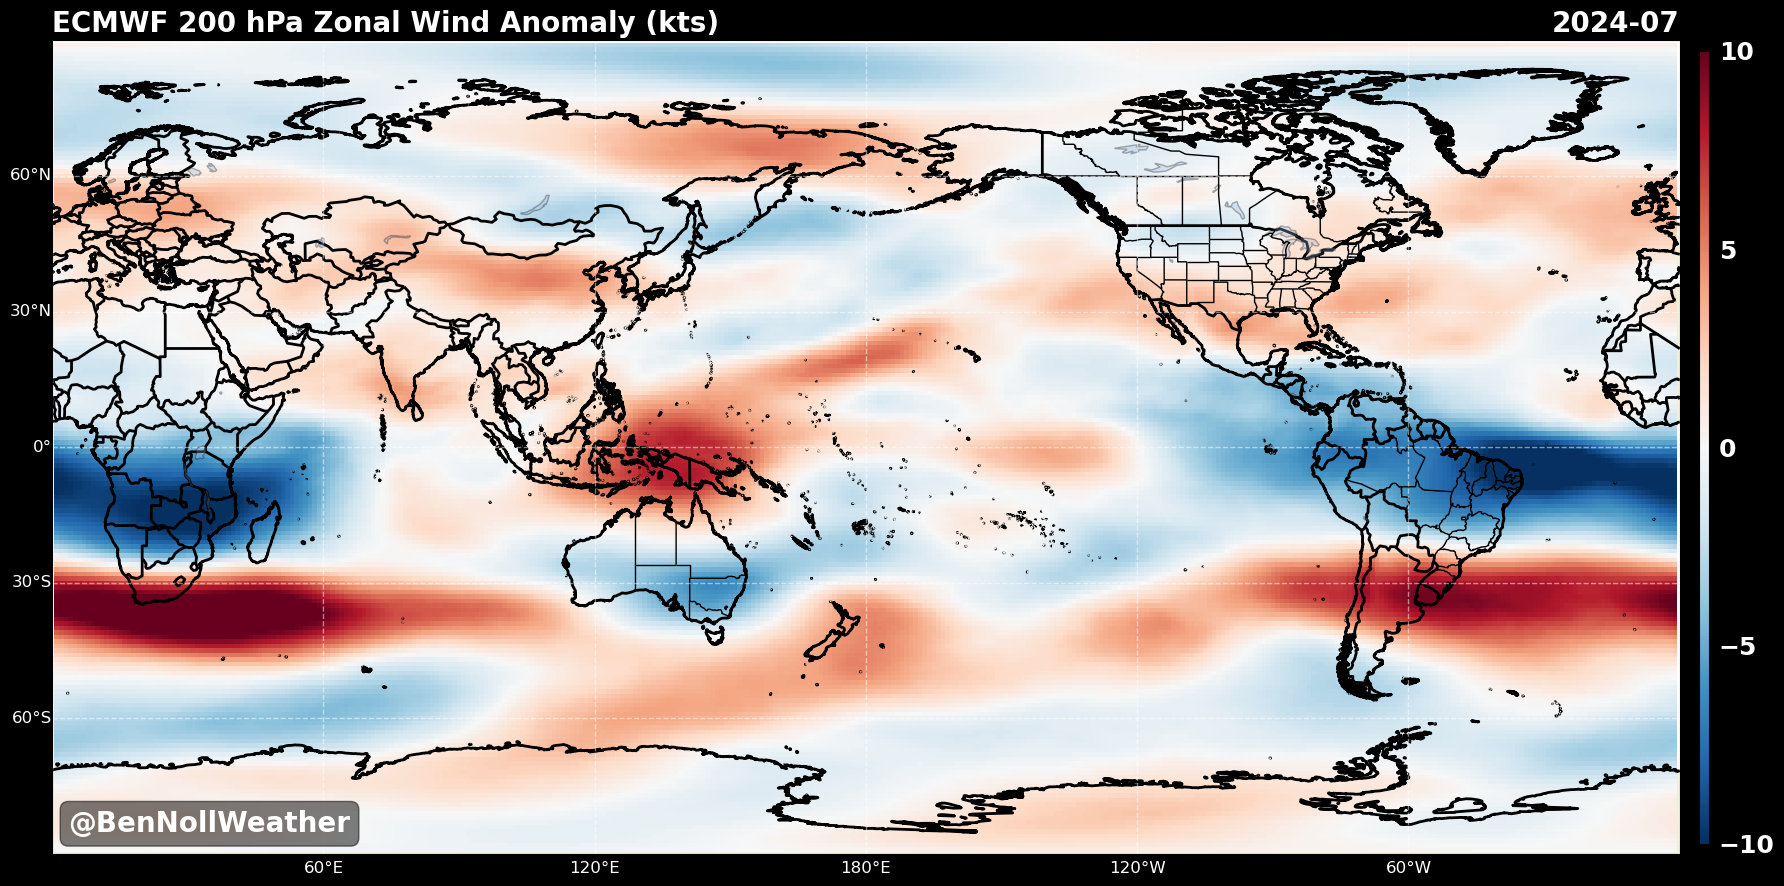 ECMWF 200 hPa Zonal Wind Anomaly (kts)
2024-07
10
5
0
−5
−10
60°N
30°N
0°
30°S
60°S
60°E
120°E
180°E
120°W
60°W
@BenNollWeather